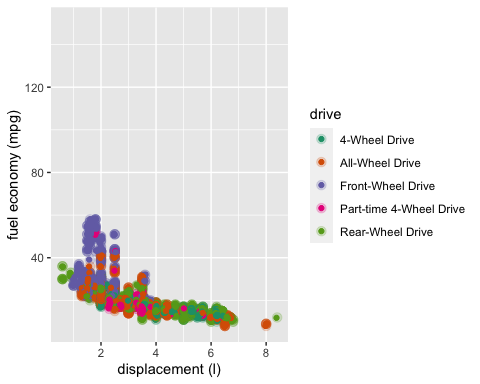 fuel economy (mpg)
120
80
40
2 4 6 8
displacement (l)
drive
4-Wheel Drive
All-Wheel Drive
Front-Wheel Drive
Part-time 4-Wheel Drive
Rear-Wheel Drive